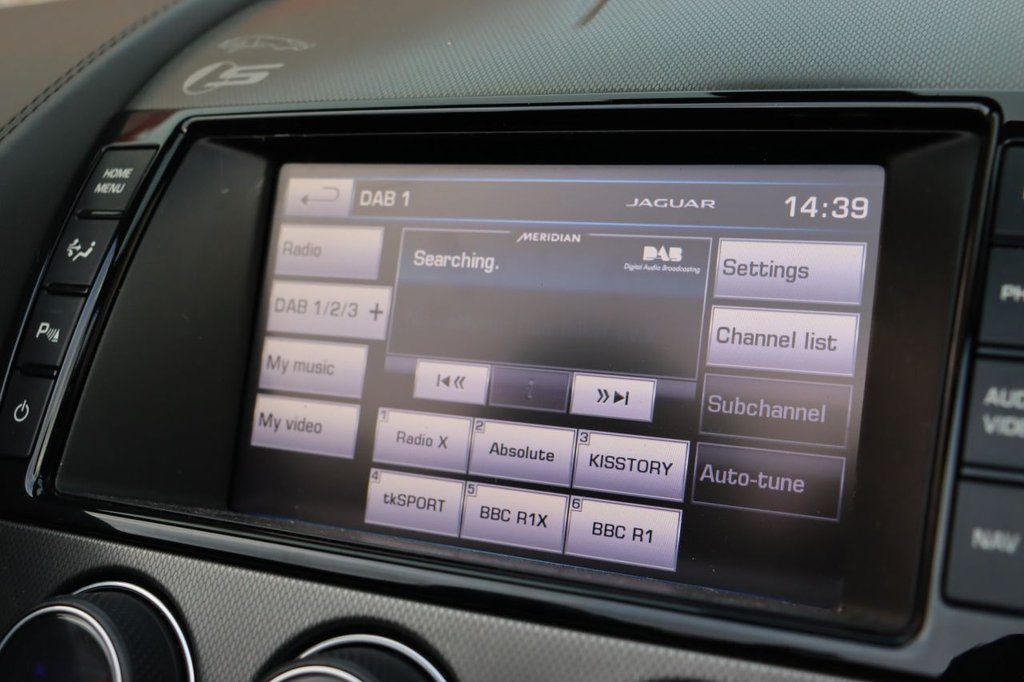 S
HOME
MENU
P
DAB 1
JAGUAR
14:39
Radio
DAB 1/2/3 +
My music
My video
MERIDIAN
Searching.
DAB
Digital Audio Broadcasting
Settings
Channel list
Subchannel
Auto-tune
1 Radio X
2 Absolute
3 KISSTORY
4 tkSPORT
5 BBC R1X
6 BBC R1
NAV